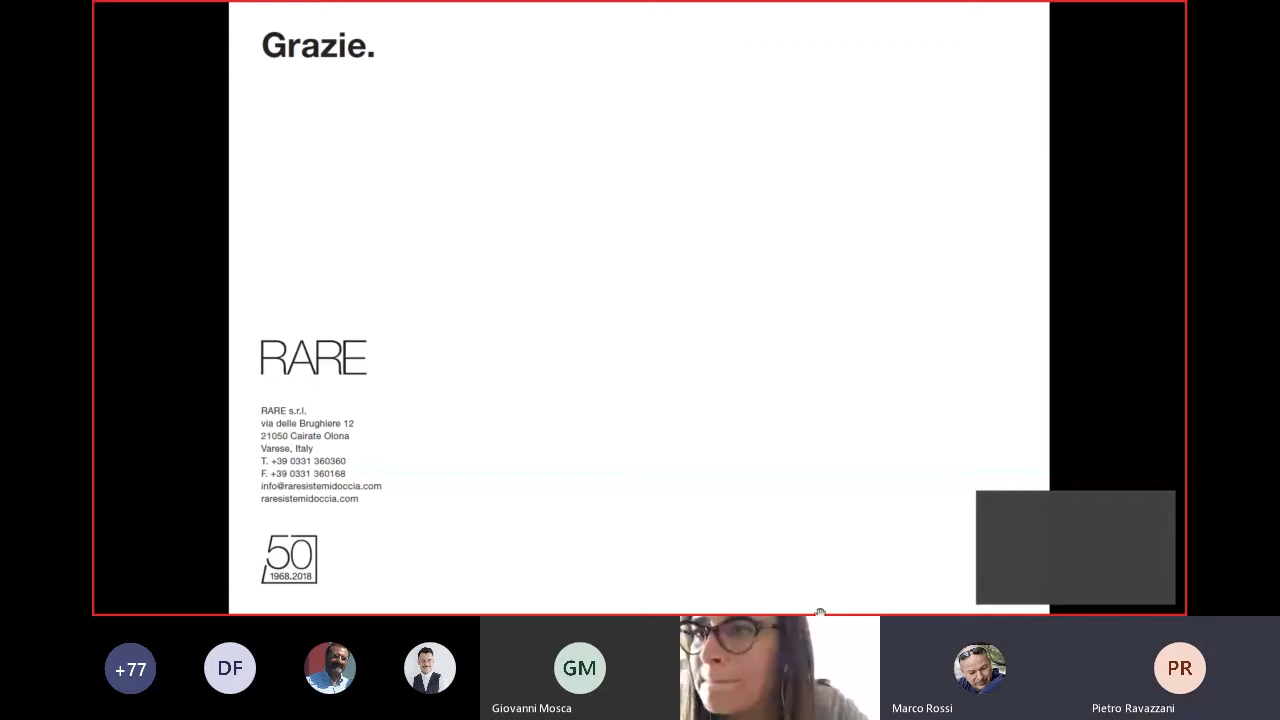 Grazie.
RARE
RARE s.r.l.
via delle Brughiere 12
21050 Cairate Olona
Varese, Italy
T. +39 0331 360360
F. +39 0331 360168
info@raresistemidoccia.com
raresistemidoccia.com
50
1968.2018
+77
DF
GM
PR
Giovanni Mosca
Marco Rossi
Pietro Ravazzani